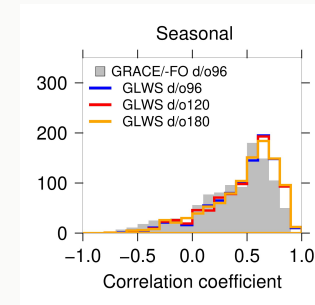 Seasonal
GRACE/-FO d/o96
GLWS d/o96
GLWS d/o120
GLWS d/o180
300
200
100
0
−1.0 −0.5 0.0 0.5 1.0
Correlation coefficient